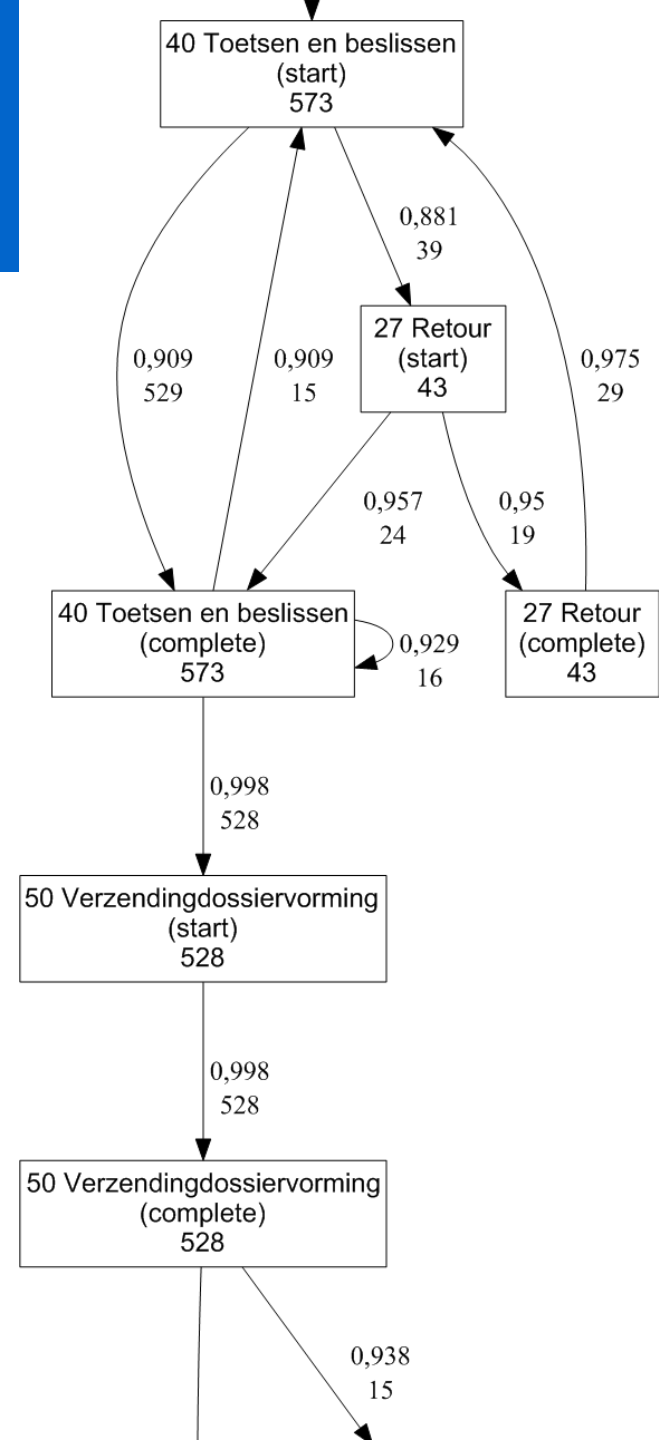 40 Toetsen en beslissen
(start)
573
0,881
39
27 Retour
(start)
43
0,909
529
0,909
15
0,975
29
0,957
24
0,95
19
40 Toetsen en beslissen
(complete)
573
0,929
16
27 Retour
(complete)
43
0,998
528
50 Verzendingdossiervorming
(start)
528
0,998
528
50 Verzendingdossiervorming
(complete)
528
0,938
15